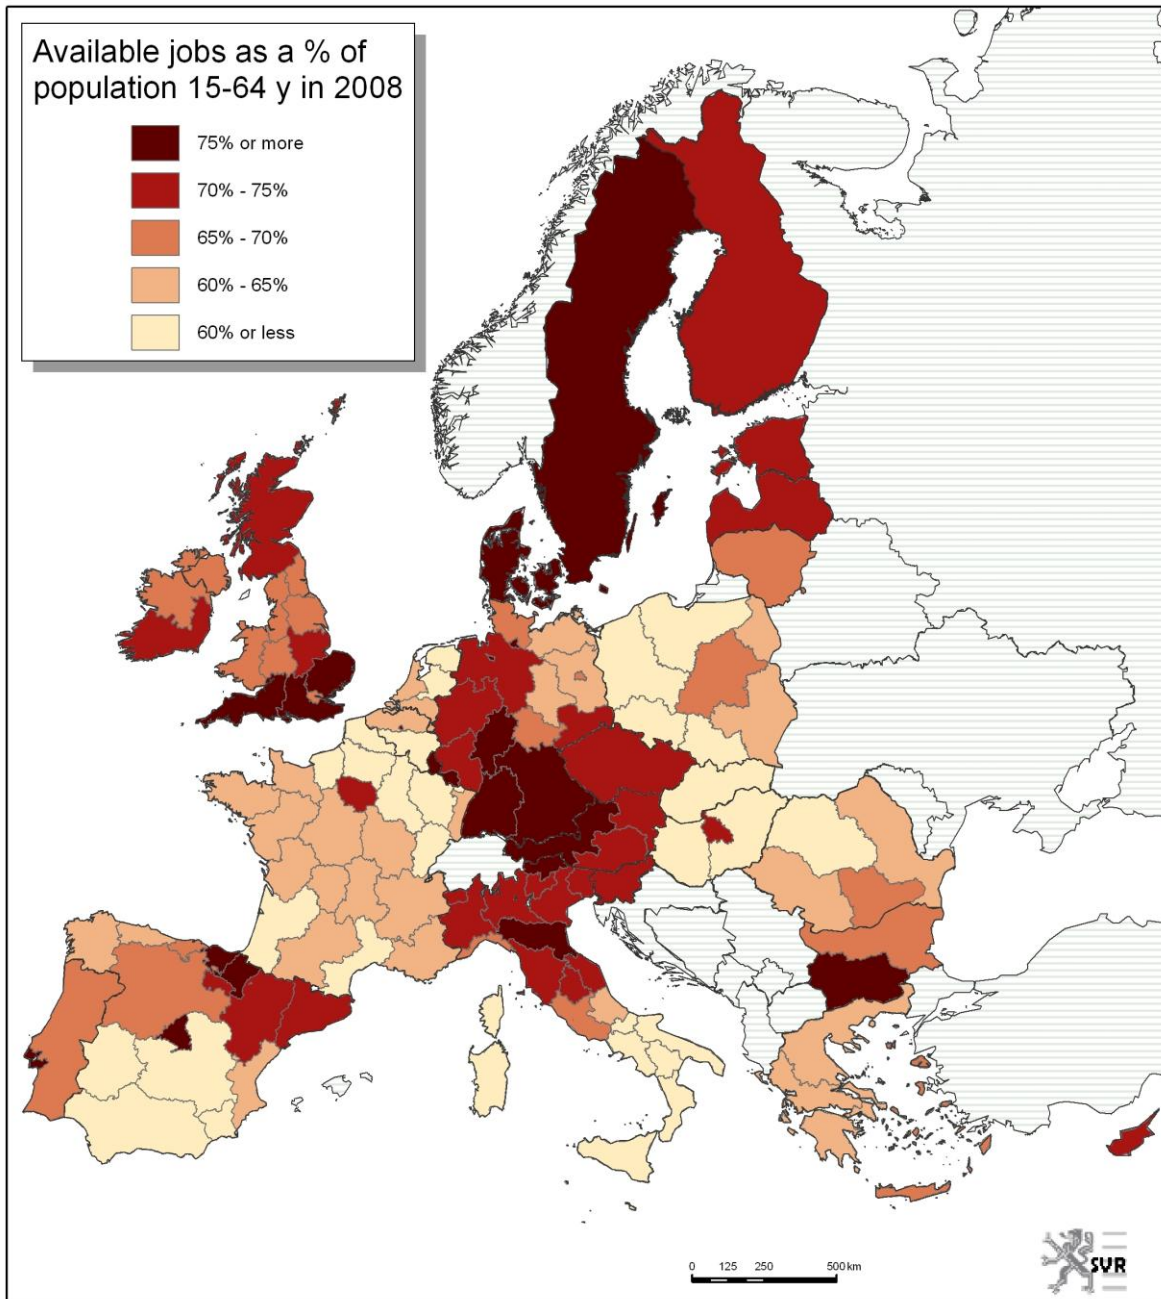 Available jobs as a % of
population 15-64 y in 2008
75% or more
70% - 75%
65% - 70%
60% - 65%
60% or less
0 125 250 500 km
SVR